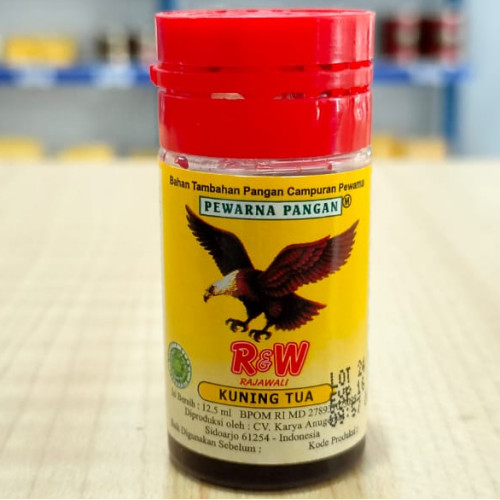 Bahan Tambahan Pangan Campuran Pewarna
PEWARNA PANGAN
R&W
RAJAWALI
KUNING TUA
Isi Bersih : 12.5 ml BPOM RI MD
Diproduksi oleh : CV. Karya
Sidoarjo 61254 - Indonesia
Baik Digunakan Sebelum :
Kode Produksi :
LOT